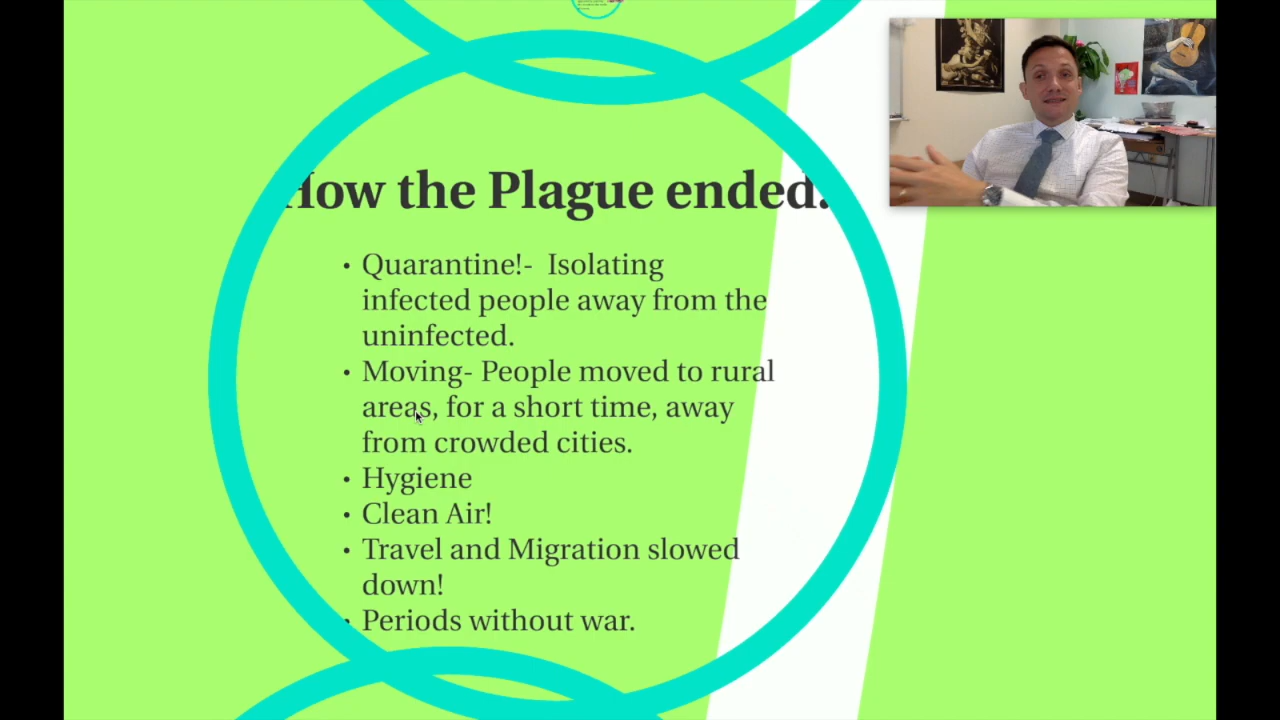 How the Plague ended.
• Quarantine!-  Isolating
infected people away from the
uninfected.
• Moving- People moved to rural
areas, for a short time, away
from crowded cities.
• Hygiene
• Clean Air!
• Travel and Migration slowed
down!
• Periods without war.